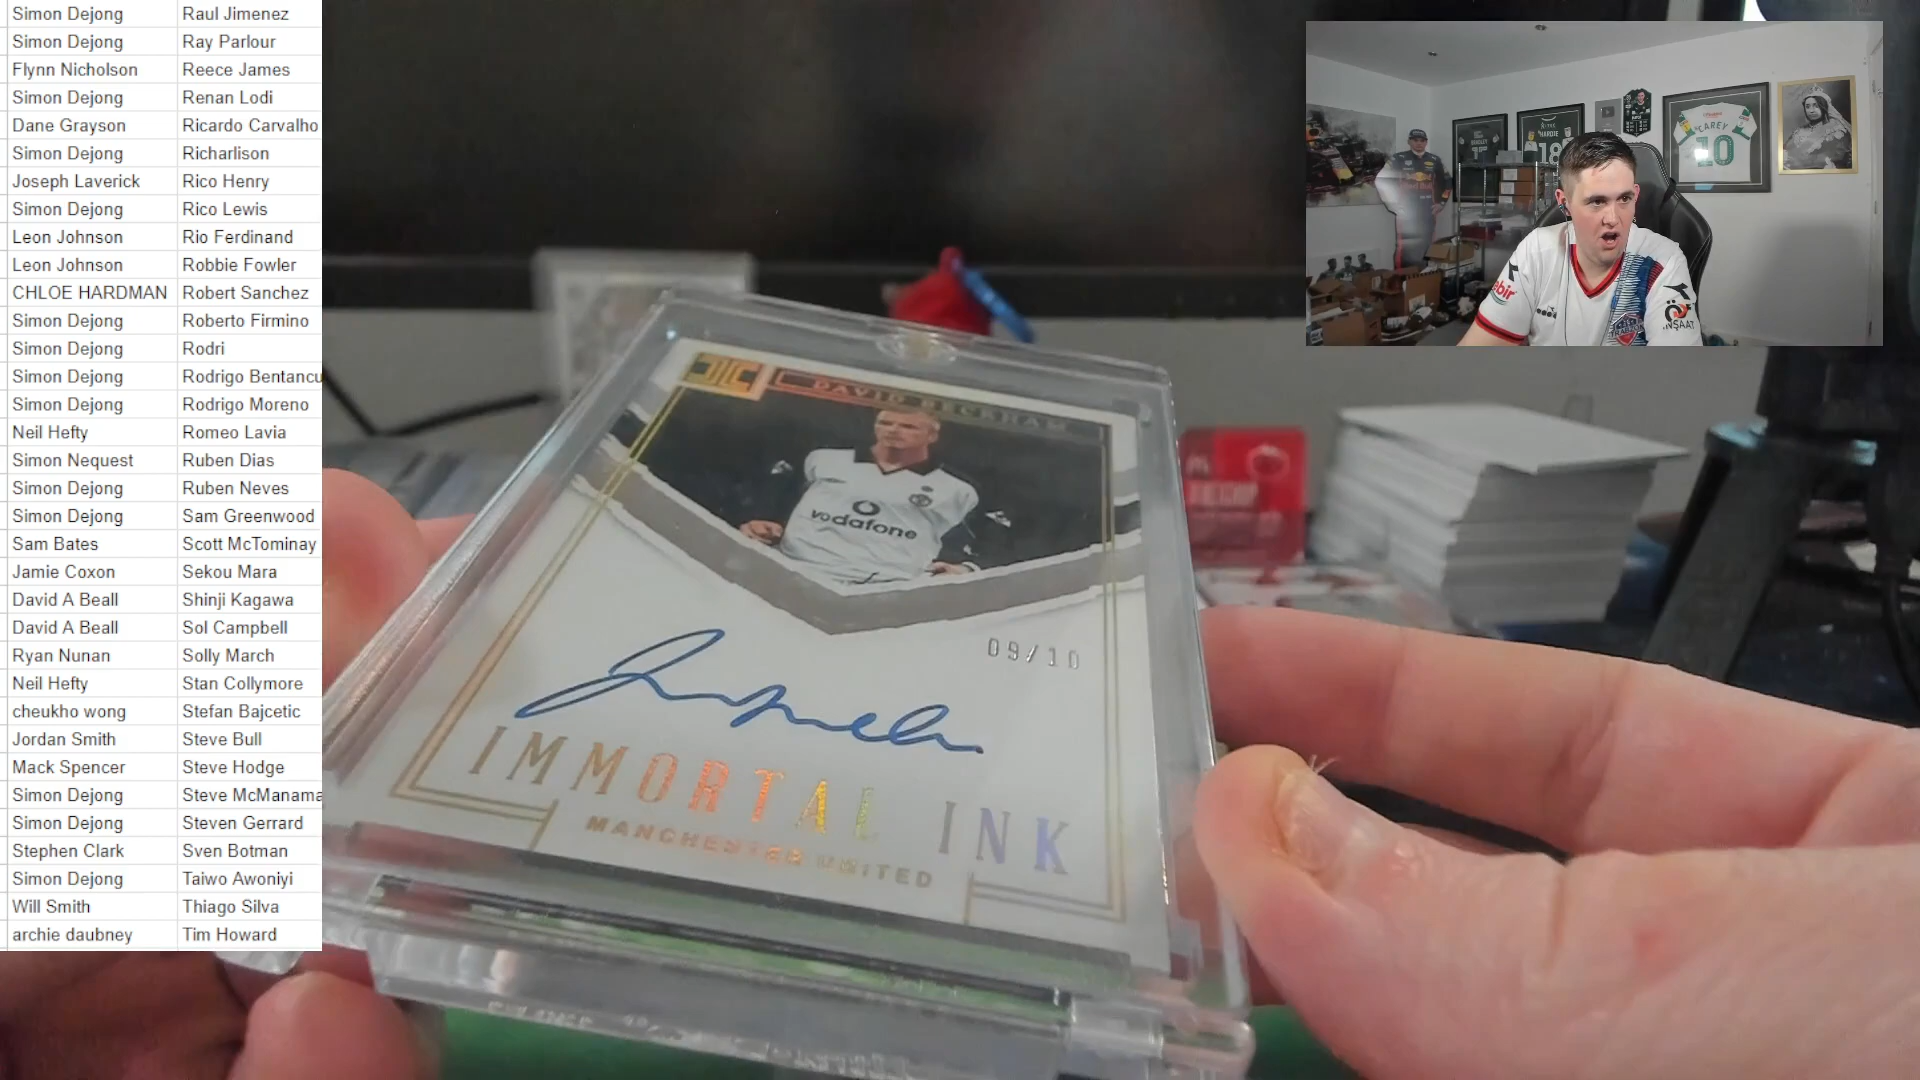 Simon Dejong Raul Jimenez
Simon Dejong Ray Parlour
Flynn Nicholson Reece James
Simon Dejong Renan Lodi
Dane Grayson Ricardo Carvalho
Simon Dejong Richarlison
Joseph Laverick Rico Henry
Simon Dejong Rico Lewis
Leon Johnson Rio Ferdinand
Leon Johnson Robbie Fowler
CHLOE HARDMAN Robert Sanchez
Simon Dejong Roberto Firmino
Simon Dejong Rodri
Simon Dejong Rodrigo Bentancu
Simon Dejong Rodrigo Moreno
Neil Hefty Romeo Lavia
Simon Nequest Ruben Dias
Simon Dejong Ruben Neves
Simon Dejong Sam Greenwood
Sam Bates Scott McTominay
Jamie Coxon Sekou Mara
David A Beall Shinji Kagawa
David A Beall Sol Campbell
Ryan Nunan Solly March
Neil Hefty Stan Collymore
cheukho wong Stefan Bajcetic
Jordan Smith Steve Bull
Mack Spencer Steve Hodge
Simon Dejong Steve McManama
Simon Dejong Steven Gerrard
Stephen Clark Sven Botman
Simon Dejong Taiwo Awoniyi
Will Smith Thiago Silva
archie daubney Tim Howard
DAVID BECKHAM
vodafone
09/10
IMMORTAL INK
MANCHESTER UNITED
HARDIE
18
CAREY
10